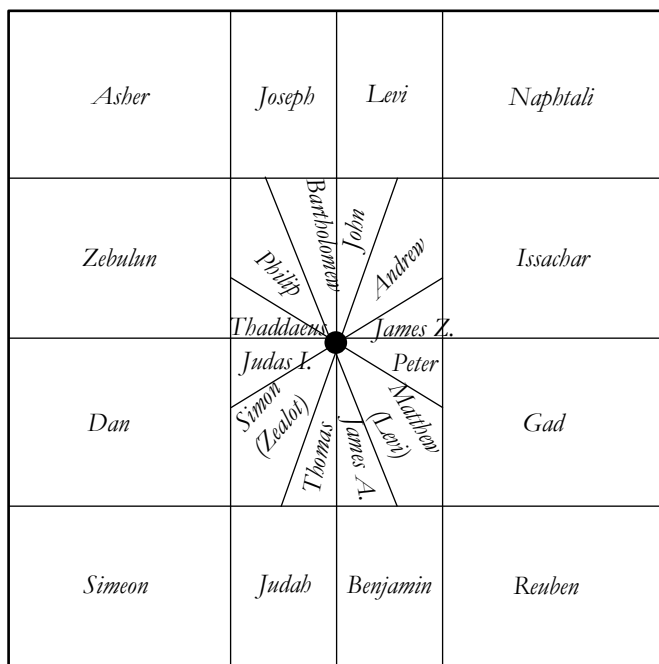 Asher
Joseph
Levi
Naphtali
Zebulun
Philip
Bartholomew
John
Andrew
Issachar
Thaddaeus
James Z.
Judas I.
Peter
Dan
Simon
(Zealot)
Thomas
James A.
Matthew
(Levi)
Gad
Simeon
Judah
Benjamin
Reuben